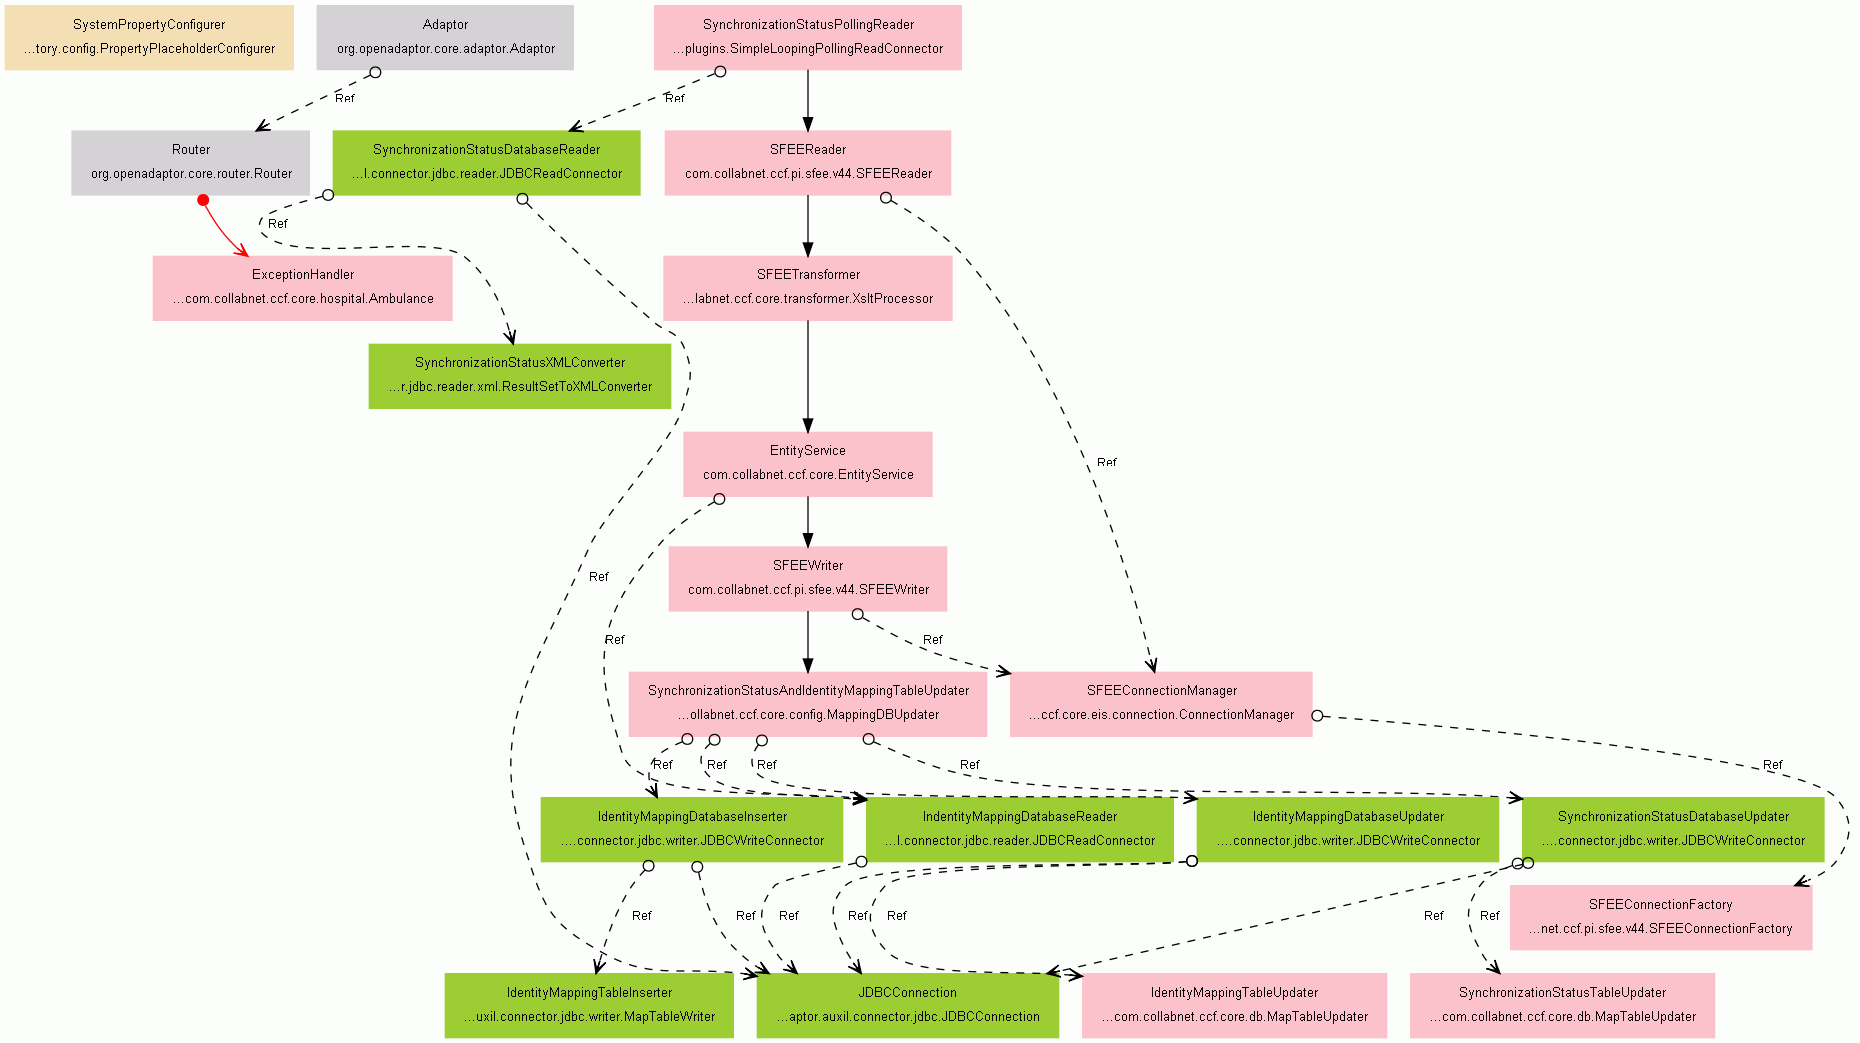 SystemPropertyConfigurer
...tory.config.PropertyPlaceholderConfigurer
Adaptor
org.openadaptor.core.adaptor.Adaptor
SynchronizationStatusPollingReader
...plugins.SimpleLoopingPollingReadConnector
Ref
Ref
Router
org.openadaptor.core.router.Router
SynchronizationStatusDatabaseReader
...l.connector.jdbc.reader.JDBCReadConnector
SFEEReader
com.collabnet.ccf.pi.sfee.v44.SFEEReader
Ref
ExceptionHandler
...com.collabnet.ccf.core.hospital.Ambulance
SFEETransformer
...labnet.ccf.core.transformer.XsltProcessor
SynchronizationStatusXMLConverter
...r.jdbc.reader.xml.ResultSetToXMLConverter
EntityService
com.collabnet.ccf.core.EntityService
Ref
SFEEWriter
com.collabnet.ccf.pi.sfee.v44.SFEEWriter
Ref
Ref
Ref
SynchronizationStatusAndIdentityMappingTableUpdater
...ollabnet.ccf.core.config.MappingDBUpdater
SFEEConnectionManager
...ccf.core.eis.connection.ConnectionManager
Ref
Ref
Ref
Ref
Ref
IdentityMappingDatabaseInserter
....connector.jdbc.writer.JDBCWriteConnector
IndentityMappingDatabaseReader
...l.connector.jdbc.reader.JDBCReadConnector
IdentityMappingDatabaseUpdater
....connector.jdbc.writer.JDBCWriteConnector
SynchronizationStatusDatabaseUpdater
....connector.jdbc.writer.JDBCWriteConnector
Ref
Ref
Ref
Ref
Ref
Ref
Ref
SFEEConnectionFactory
...net.ccf.pi.sfee.v44.SFEEConnectionFactory
IdentityMappingTableInserter
...uxil.connector.jdbc.writer.MapTableWriter
JDBCConnection
...aptor.auxil.connector.jdbc.JDBCConnection
IdentityMappingTableUpdater
...com.collabnet.ccf.core.db.MapTableUpdater
SynchronizationStatusTableUpdater
...com.collabnet.ccf.core.db.MapTableUpdater